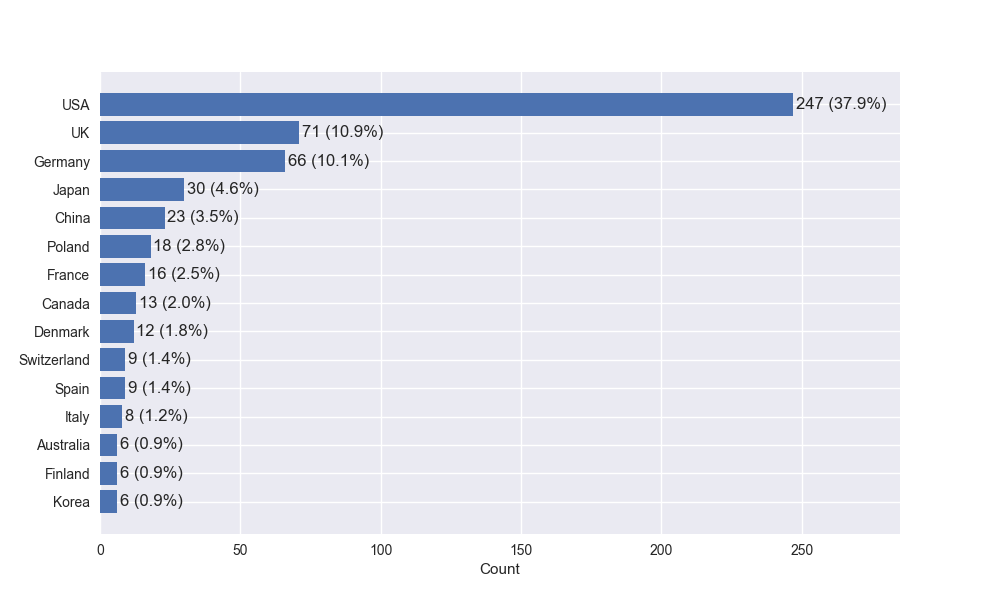 USA 247 (37.9%)
UK 71 (10.9%)
Germany 66 (10.1%)
Japan 30 (4.6%)
China 23 (3.5%)
Poland 18 (2.8%)
France 16 (2.5%)
Canada 13 (2.0%)
Denmark 12 (1.8%)
Switzerland 9 (1.4%)
Spain 9 (1.4%)
Italy 8 (1.2%)
Australia 6 (0.9%)
Finland 6 (0.9%)
Korea 6 (0.9%)
0 50 100 150 200 250
Count